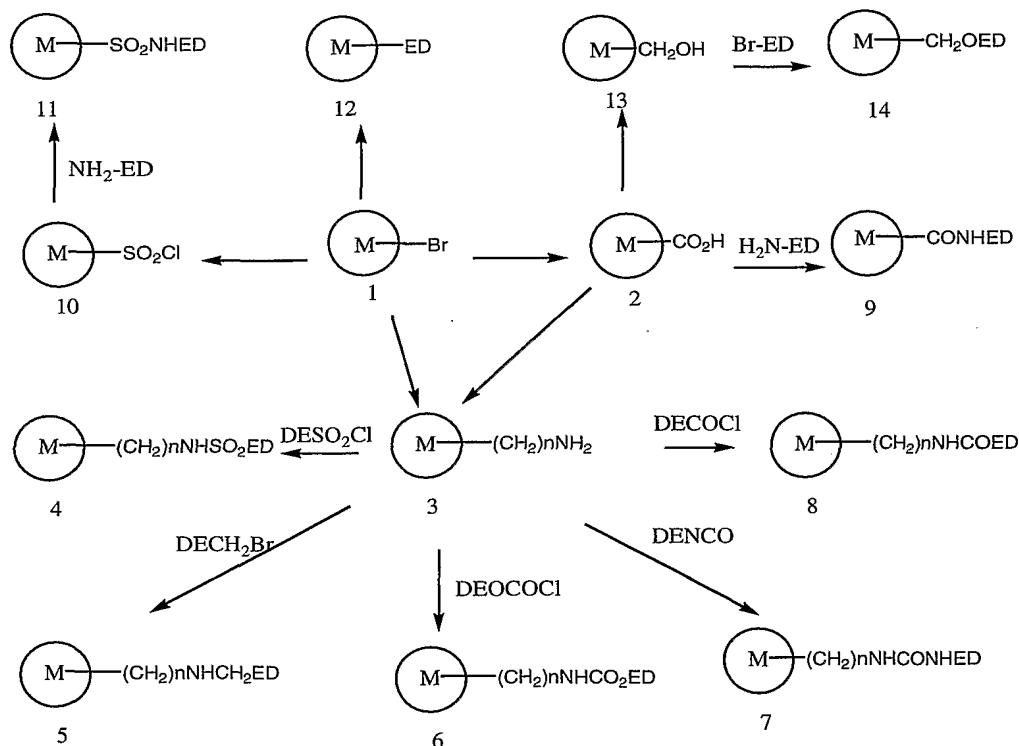 M SO₂NHED
11
M ED
12
M CH₂OH
13
Br-ED
M CH₂OED
14
NH₂-ED
M SO₂Cl
10
M Br
1
M CO₂H
2
H₂N-ED
M CONHED
9
M (CH₂)nNHSO₂ED
4
DESO₂Cl
M (CH₂)nNH₂
3
DECOCl
M (CH₂)nNHCOED
8
DECH₂Br
DEOCOCl
DENCO
M (CH₂)nNHCH₂ED
5
M (CH₂)nNHCO₂ED
6
M (CH₂)nNHCONHED
7